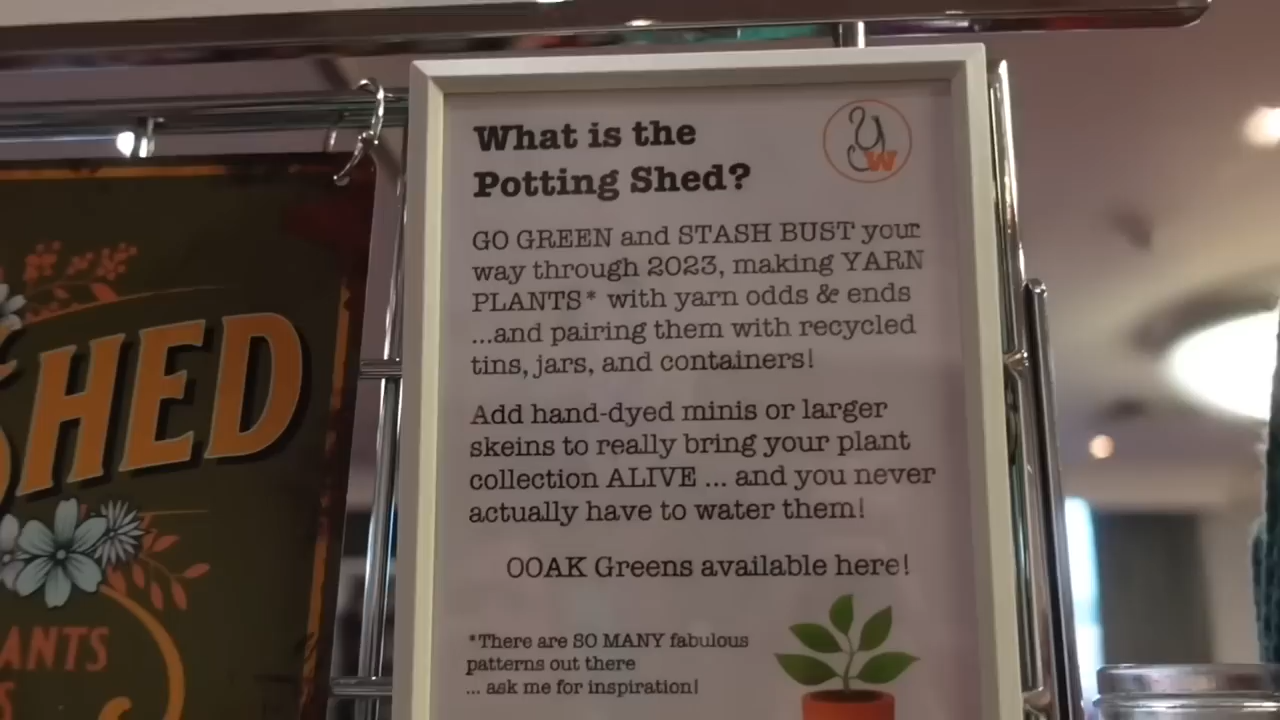 What is the
Potting Shed?
YW
GO GREEN and STASH BUST your
way through 2023, making YARN
PLANTS* with yarn odds & ends
...and pairing them with recycled
tins, jars, and containers!
Add hand-dyed minis or larger
skeins to really bring your plant
collection ALIVE ... and you never
actually have to water them!
OOAK Greens available here!
*There are SO MANY fabulous
patterns out there
... ask me for inspiration!
SHED
ANTS